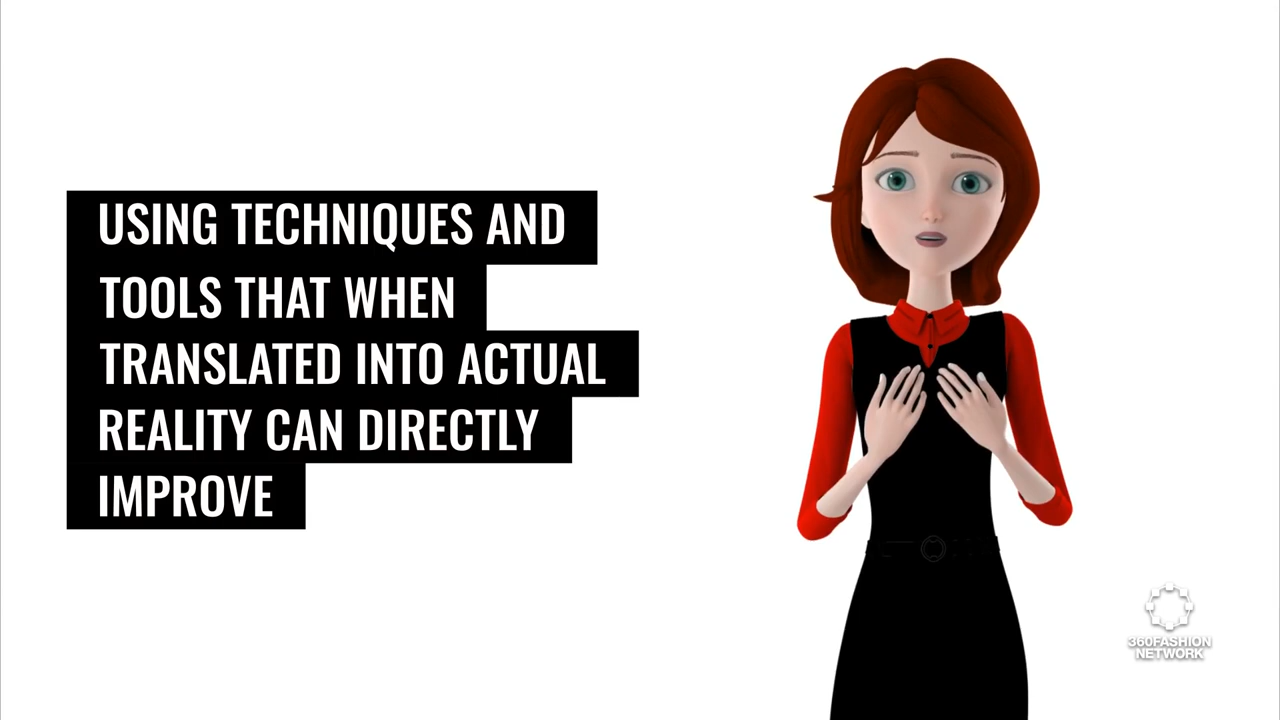 USING TECHNIQUES AND
TOOLS THAT WHEN
TRANSLATED INTO ACTUAL
REALITY CAN DIRECTLY
IMPROVE
360FASHION
NETWORK